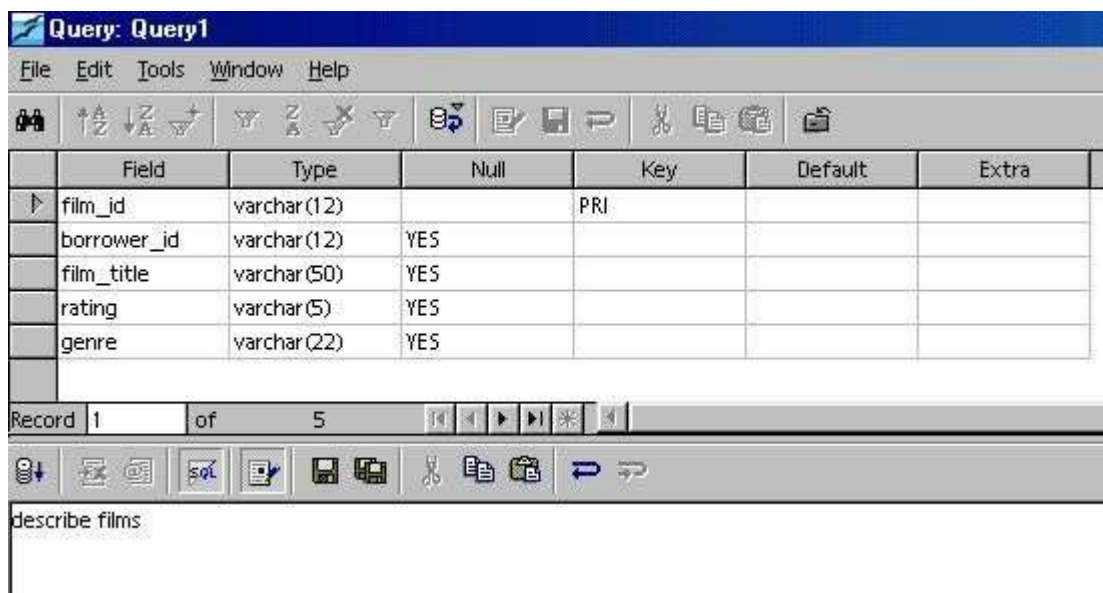 Query: Query1
File Edit Tools Window Help
Field Type Null Key Default Extra
film_id varchar(12) PRI
borrower_id varchar(12) YES
film_title varchar(50) YES
rating varchar(5) YES
genre varchar(22) YES
Record 1 of 5
SQL
describe films